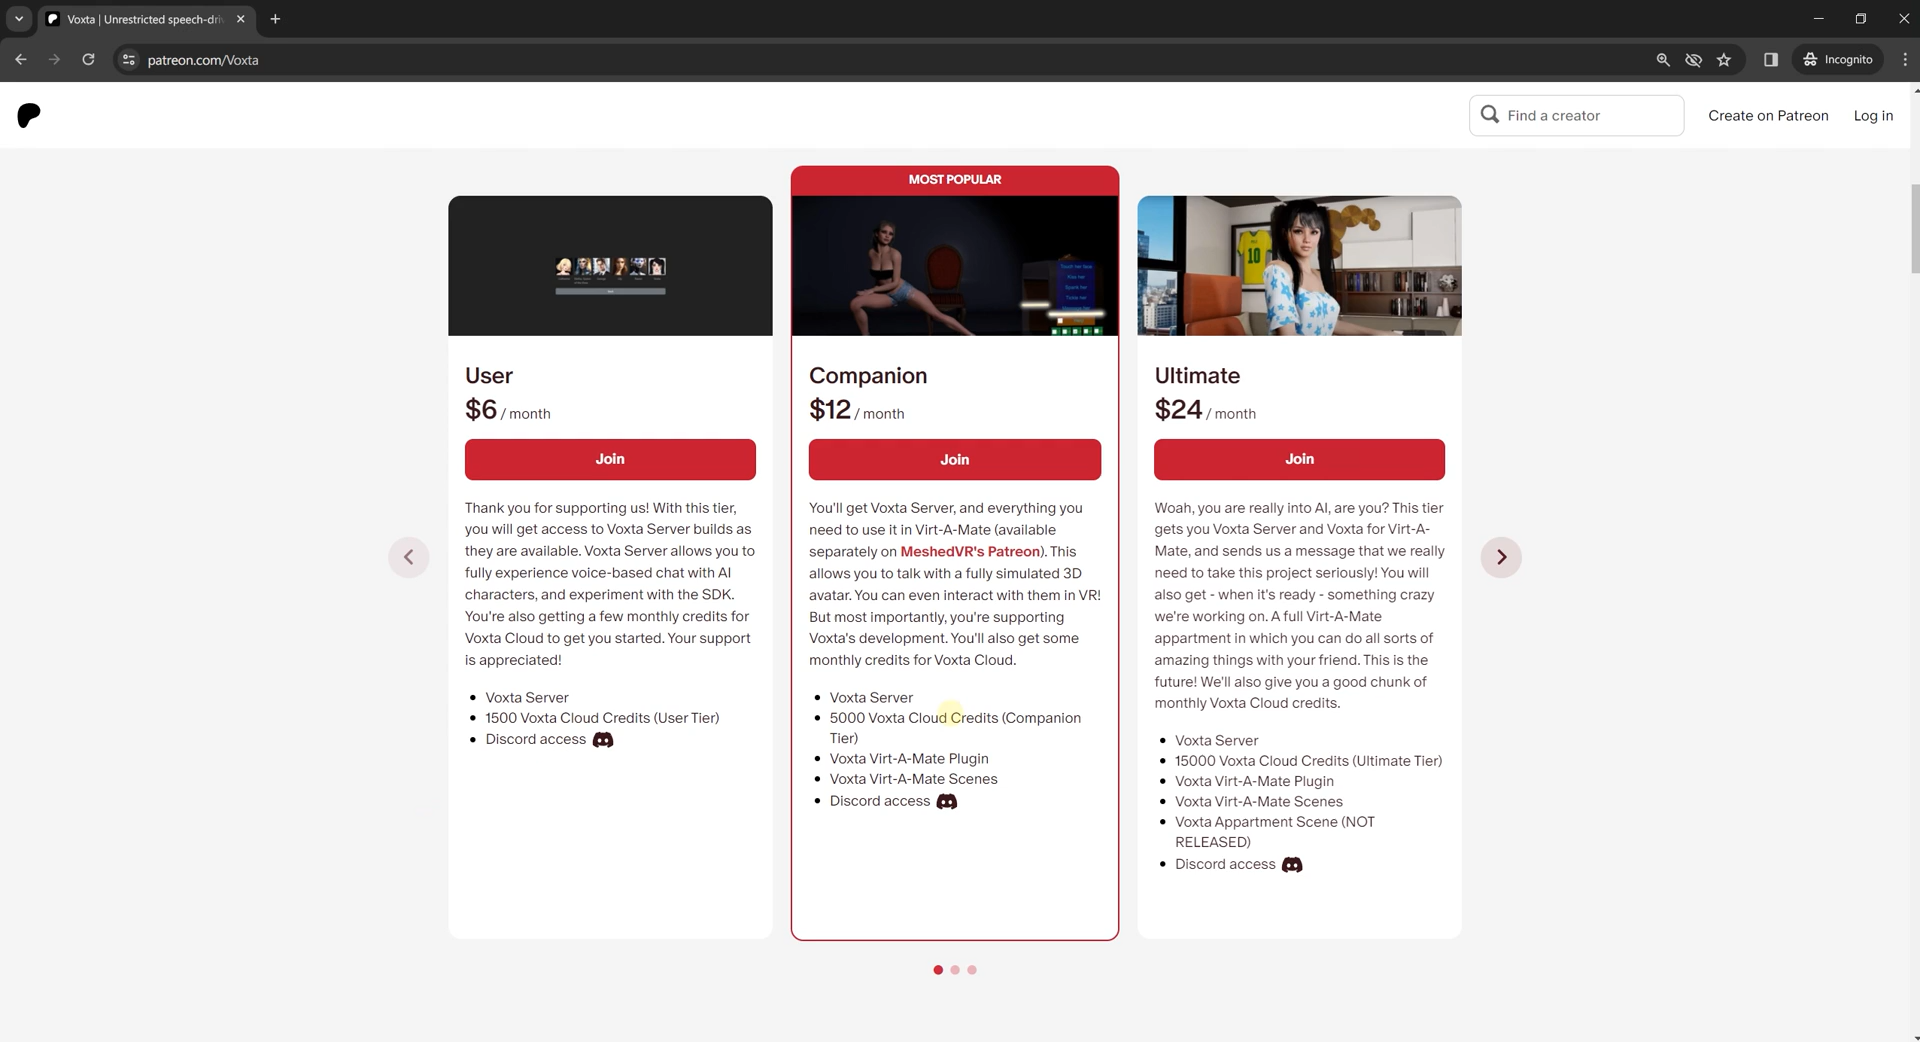 Voxta | Unrestricted speech-dri
patreon.com/Voxta
Incognito
Find a creator
Create on Patreon
Log in
MOST POPULAR
User
$6 / month
Join
Thank you for supporting us! With this tier,
you will get access to Voxta Server builds as
they are available. Voxta Server allows you to
fully experience voice-based chat with AI
characters, and experiment with the SDK.
You're also getting a few monthly credits for
Voxta Cloud to get you started. Your support
is appreciated!
Voxta Server
1500 Voxta Cloud Credits (User Tier)
Discord access
Touch her face
Kiss her
Spank her
Tickle her
Companion
$12 / month
Join
You'll get Voxta Server, and everything you
need to use it in Virt-A-Mate (available
separately on MeshedVR's Patreon). This
allows you to talk with a fully simulated 3D
avatar. You can even interact with them in VR!
But most importantly, you're supporting
Voxta's development. You'll also get some
monthly credits for Voxta Cloud.
Voxta Server
5000 Voxta Cloud Credits (Companion
Tier)
Voxta Virt-A-Mate Plugin
Voxta Virt-A-Mate Scenes
Discord access
10
Ultimate
$24 / month
Join
Woah, you are really into AI, are you? This tier
gets you Voxta Server and Voxta for Virt-A-
Mate, and sends us a message that we really
need to take this project seriously! You will
also get - when it's ready - something crazy
we're working on. A full Virt-A-Mate
appartment in which you can do all sorts of
amazing things with your friend. This is the
future! We'll also give you a good chunk of
monthly Voxta Cloud credits.
Voxta Server
15000 Voxta Cloud Credits (Ultimate Tier)
Voxta Virt-A-Mate Plugin
Voxta Virt-A-Mate Scenes
Voxta Appartment Scene (NOT
RELEASED)
Discord access